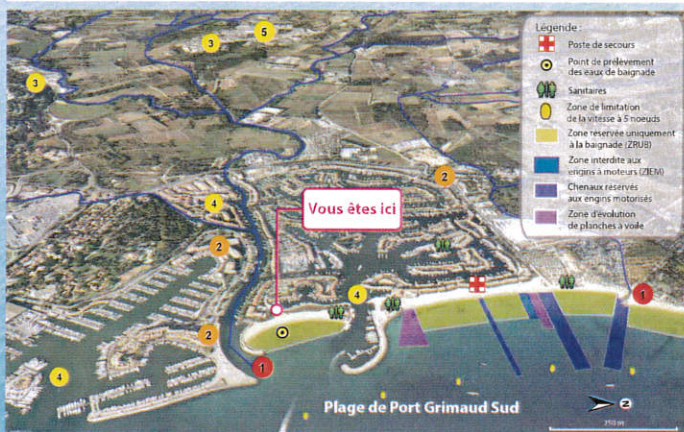 Légende :
Poste de secours
Point de prélèvement
des eaux de baignade
Sanitaires
Zone de limitation
de la vitesse à 5 noeuds
Zone réservée uniquement
à la baignade (ZRUB)
Zone interdite aux
engins à moteurs (ZIEM)
Chenaux réservés
aux engins motorisés
Zone d'évolution
de planches à voile
5
3
3
2
4
Vous êtes ici
2
4
1
2
1
4
Plage de Port Grimaud Sud
N
250 m